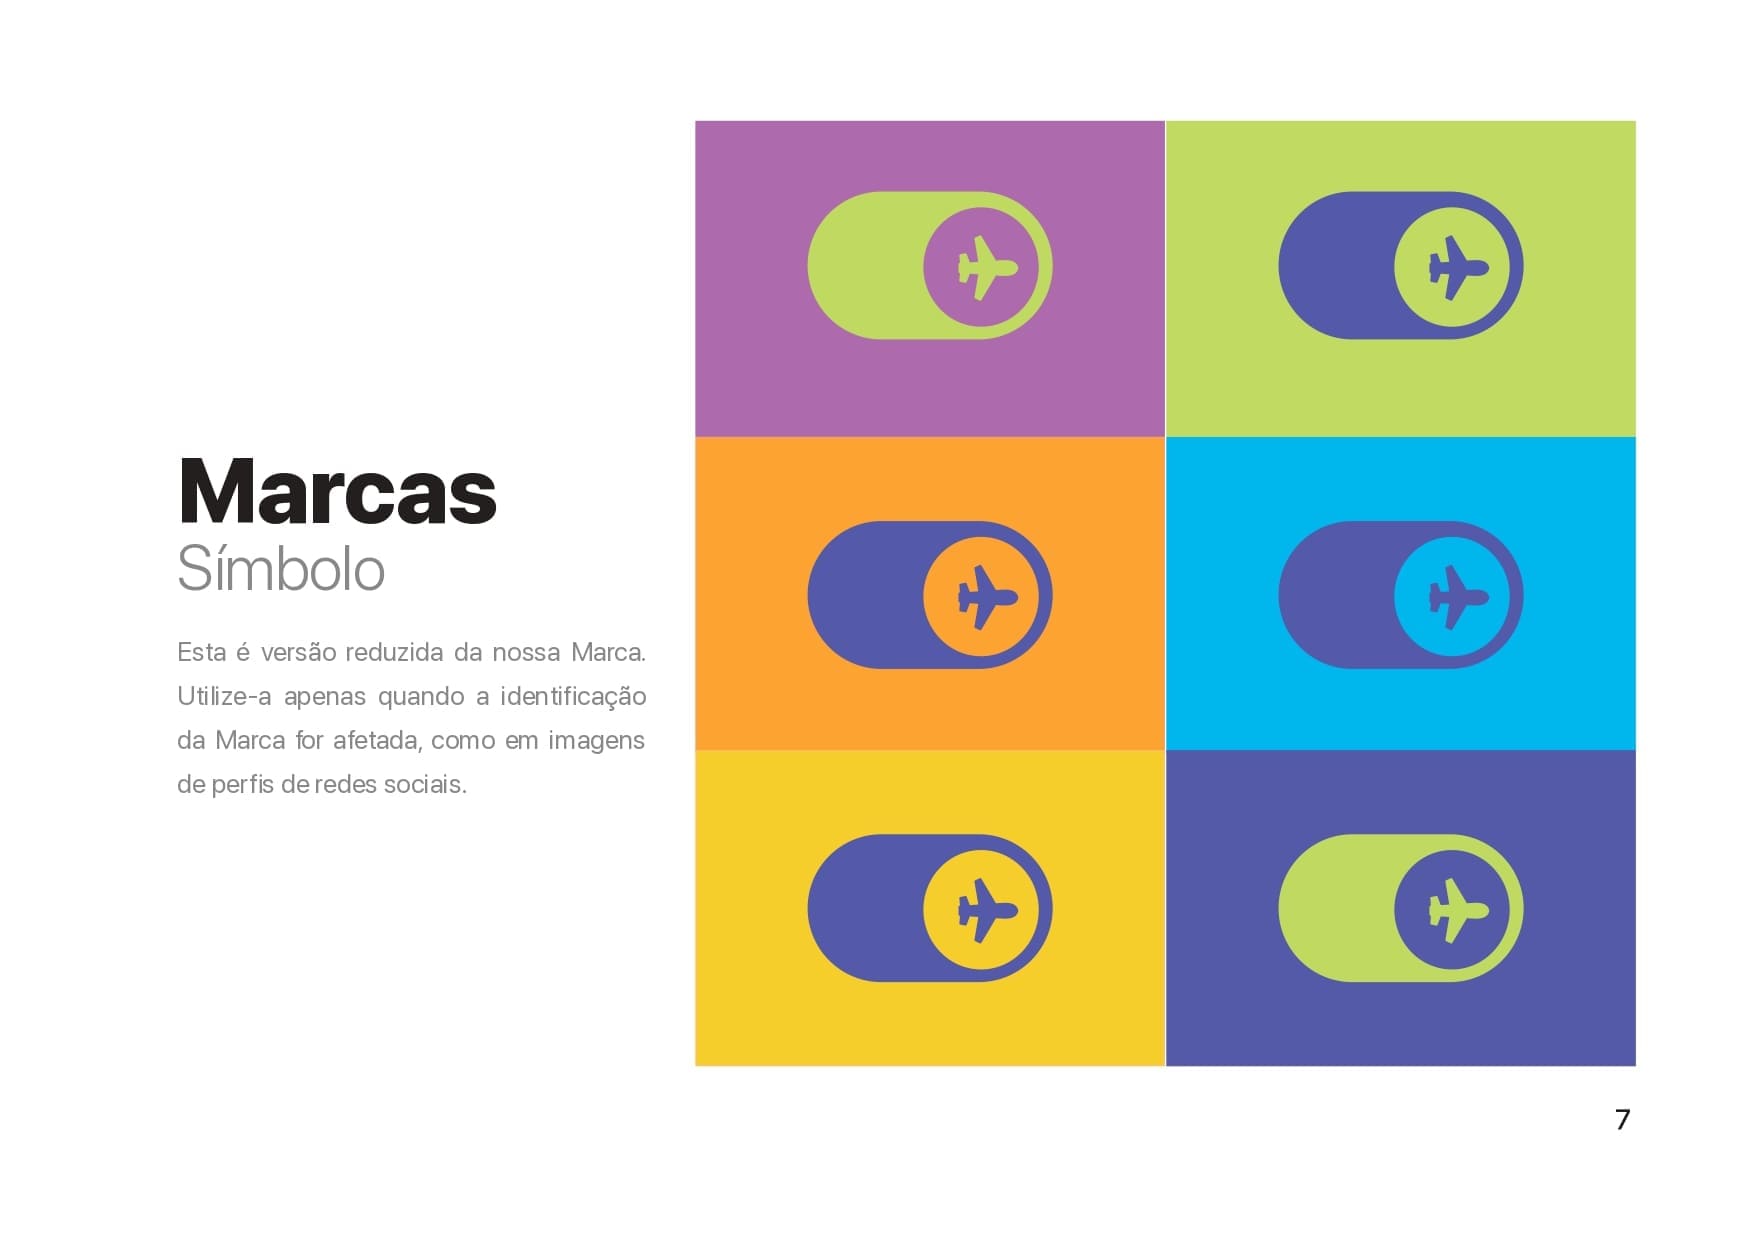 Marcas
Símbolo
Esta é versão reduzida da nossa Marca.
Utilize-a apenas quando a identificação
da Marca for afetada, como em imagens
de perfis de redes sociais.
7